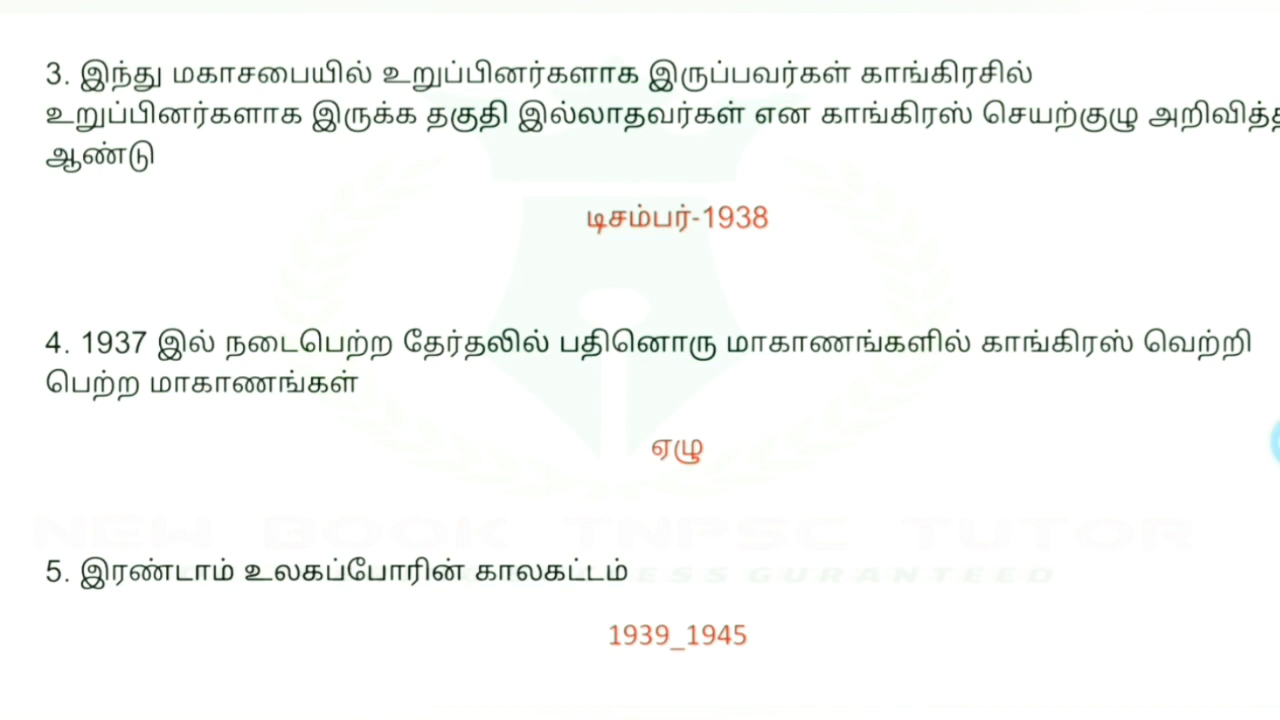 3. இந்து மகாசபையில் உறுப்பினர்களாக இருப்பவர்கள் காங்கிரசில்
உறுப்பினர்களாக இருக்க தகுதி இல்லாதவர்கள் என காங்கிரஸ் செயற்குழு
ஆண்டு
டிசம்பர்-1938
4. 1937 இல் நடைபெற்ற தேர்தலில் பதினொரு மாகாணங்களில் காங்கிரஸ் வெற்றி
பெற்ற மாகாணங்கள்
ஏழு
NEW BOOK TNPSC TUTOR
5. இரண்டாம் உலகப்போரின் காலகட்டம்
GURANTEED
1939_1945